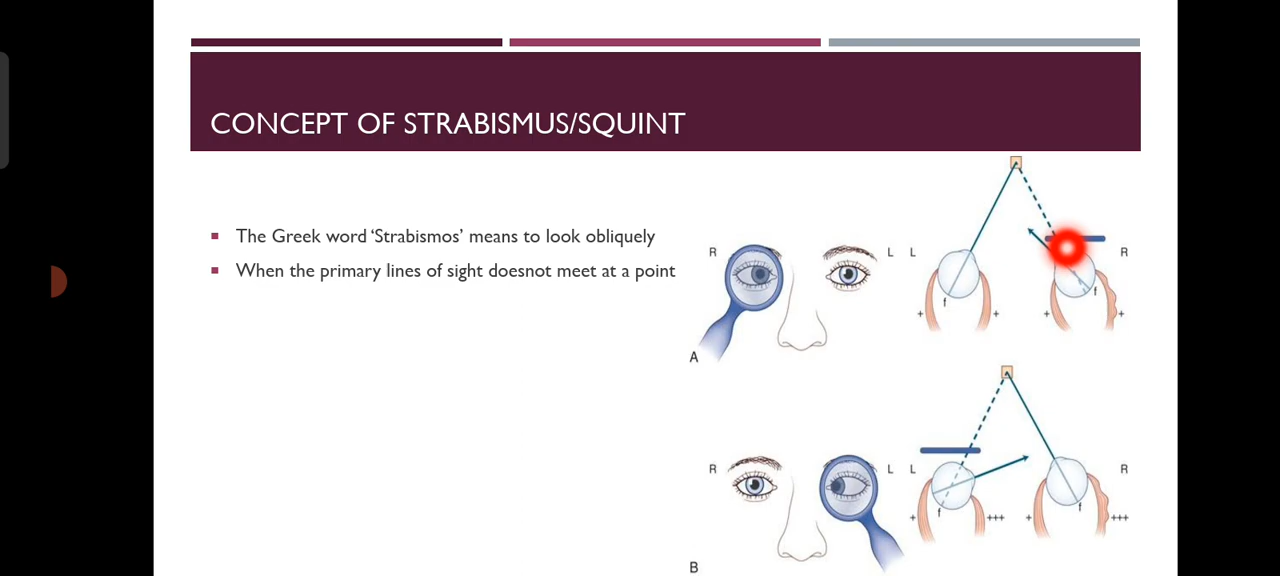 CONCEPT OF STRABISMUS/SQUINT
The Greek word ‘Strabismos’ means to look obliquely
When the primary lines of sight doesnot meet at a point
R L L R
f f
+ + + +
A
R L L R
f f
+ +++ + +++
B